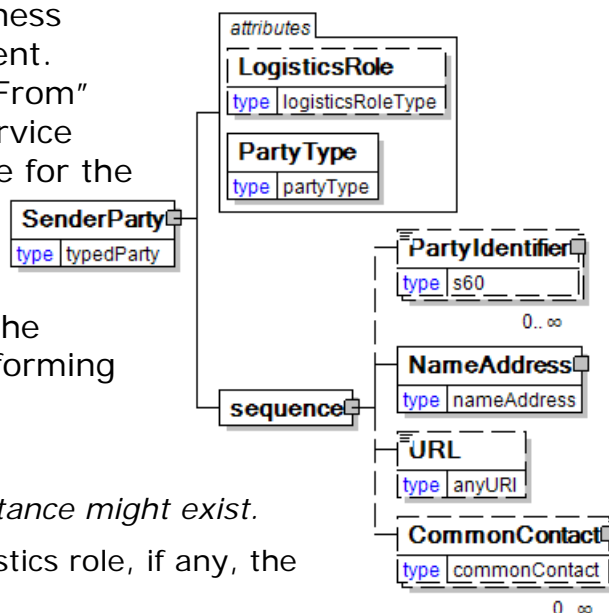 ness
ent.
From"
rvice
e for the
he
forming
tance might exist.
stics role, if any, the
attributes
LogisticsRole
type logisticsRoleType
PartyType
type partyType
SenderParty
type typedParty
PartyIdentifier
type s60
0.. ∞
sequence
NameAddress
type nameAddress
URL
type anyURI
CommonContact
type commonContact
0.. ∞